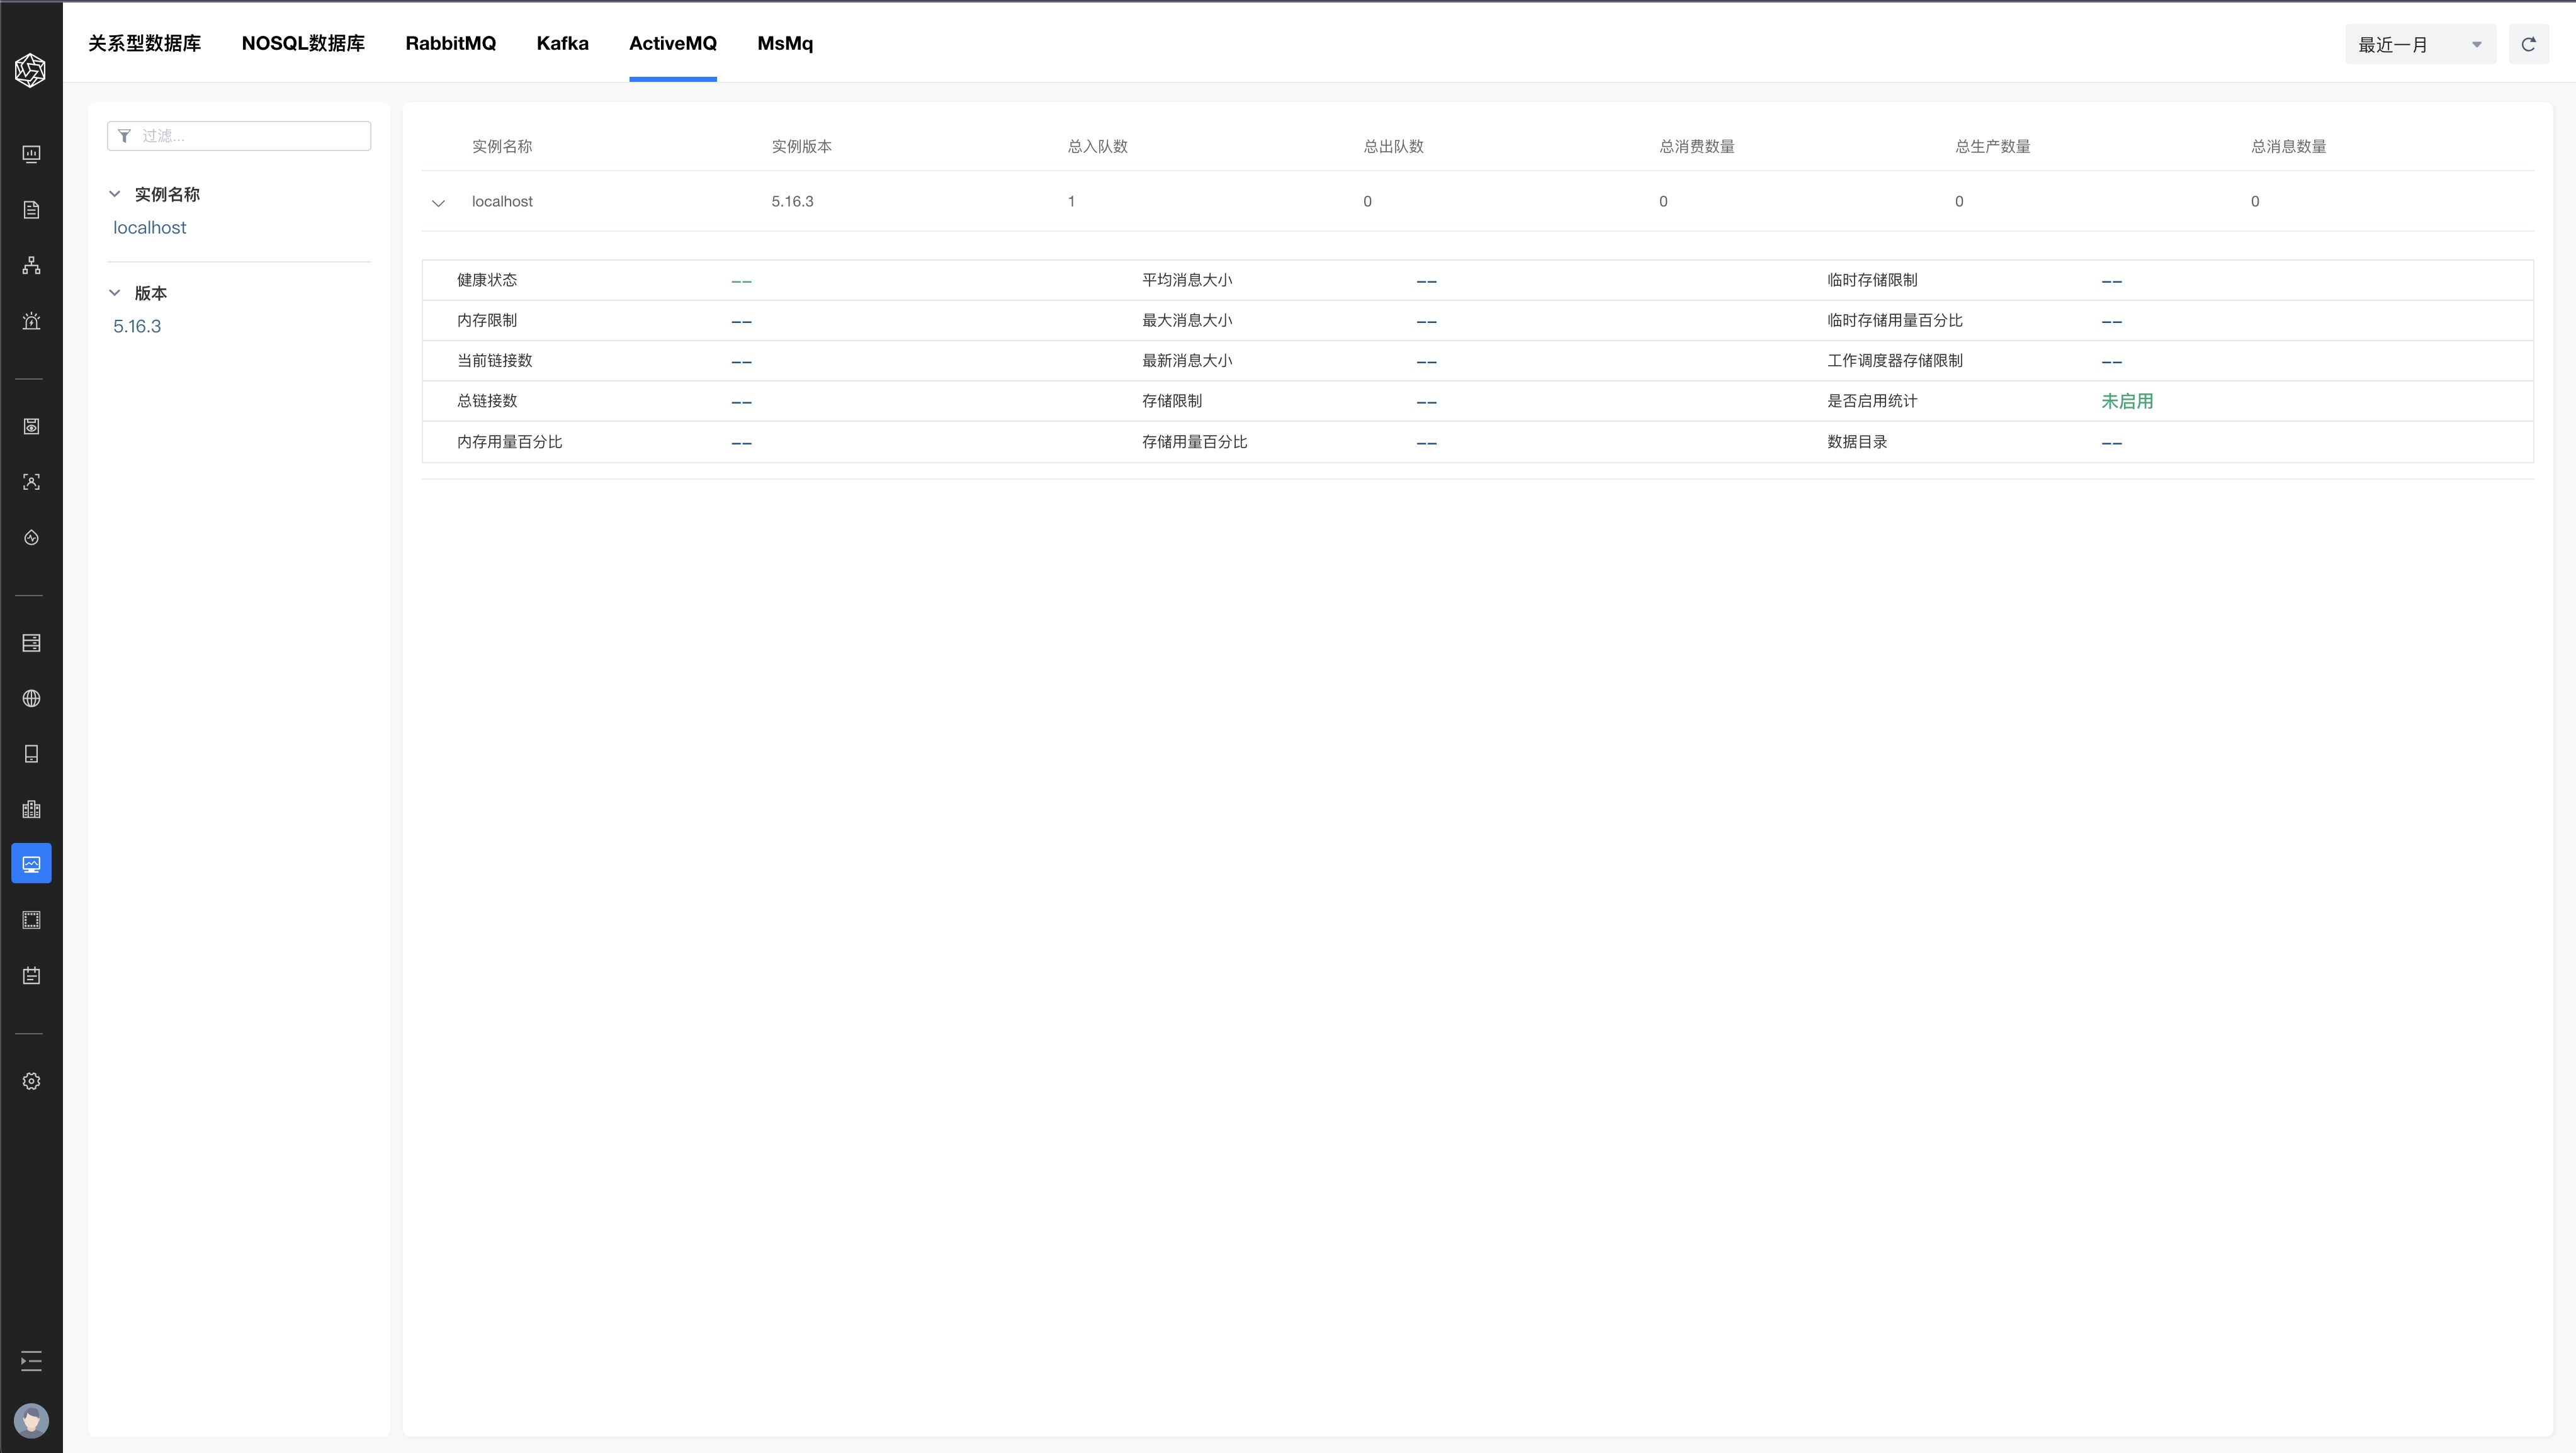 关系型数据库 NOSQL数据库 RabbitMQ Kafka ActiveMQ MsMq 最近一月
过滤...
实例名称
localhost
版本
5.16.3
实例名称 实例版本 总入队数 总出队数 总消费数量 总生产数量 总消息数量
localhost 5.16.3 1 0 0 0 0
健康状态 -- 平均消息大小 -- 临时存储限制 --
内存限制 -- 最大消息大小 -- 临时存储用量百分比 --
当前链接数 -- 最新消息大小 -- 工作调度器存储限制 --
总链接数 -- 存储限制 -- 是否启用统计 未启用
内存用量百分比 -- 存储用量百分比 -- 数据目录 --